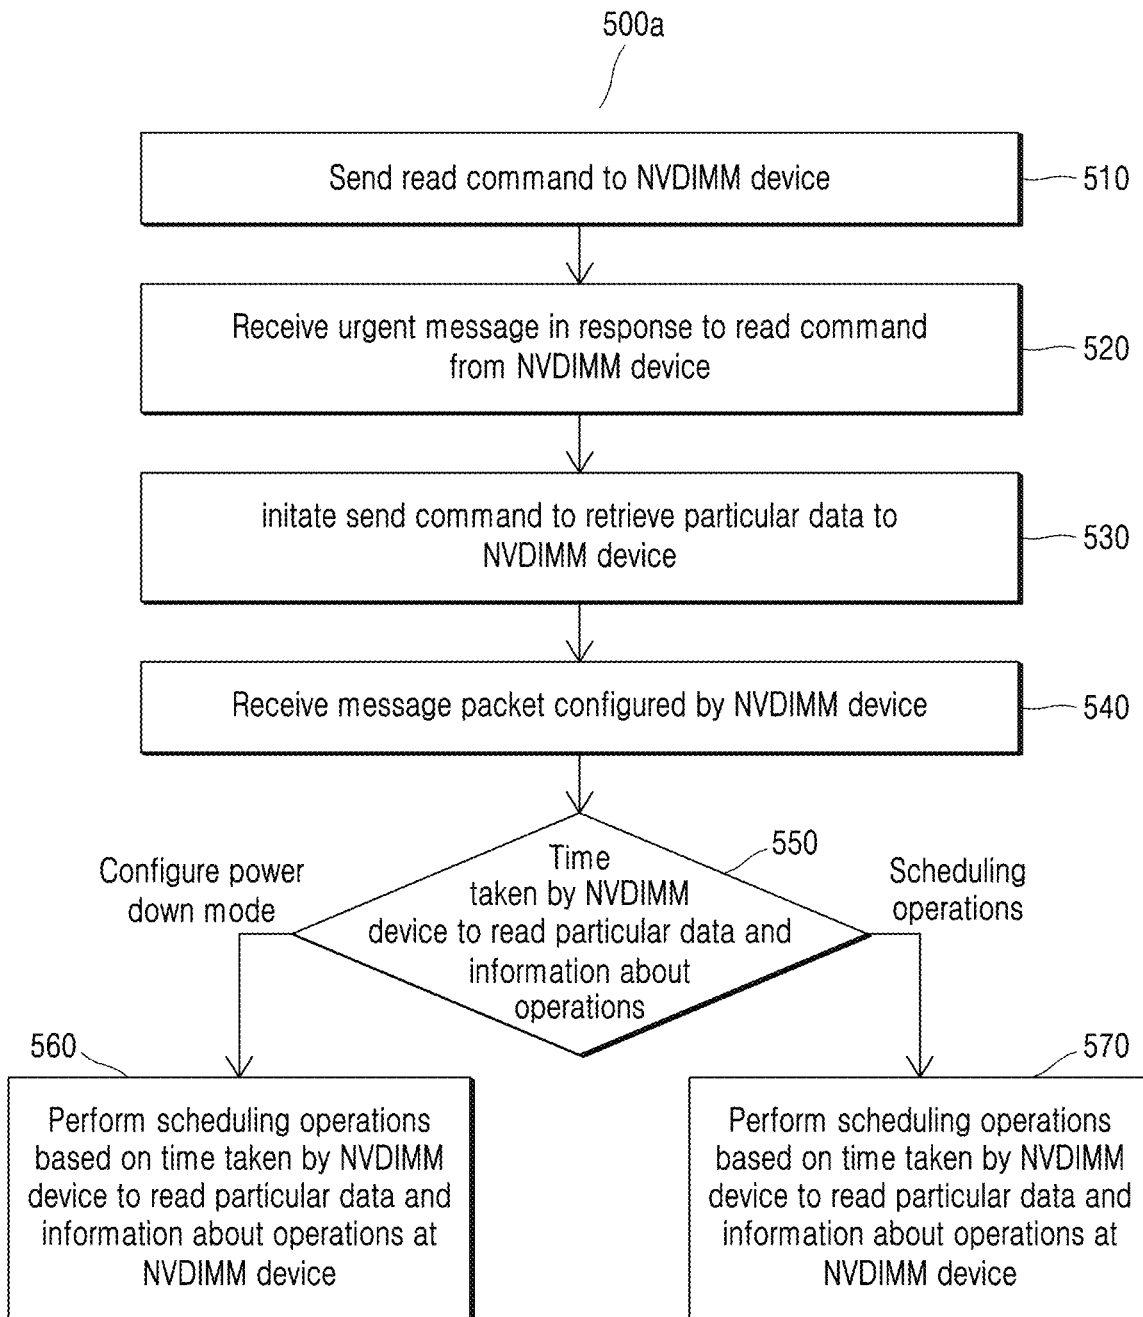 500a
Send read command to NVDIMM device
510
Receive urgent message in response to read command
from NVDIMM device
520
initate send command to retrieve particular data to
NVDIMM device
530
Receive message packet configured by NVDIMM device
540
550
Time
taken by NVDIMM
device to read particular data and
information about
operations
Configure power
down mode
Scheduling
operations
560
Perform scheduling operations
based on time taken by NVDIMM
device to read particular data and
information about operations at
NVDIMM device
570
Perform scheduling operations
based on time taken by NVDIMM
device to read particular data and
information about operations at
NVDIMM device